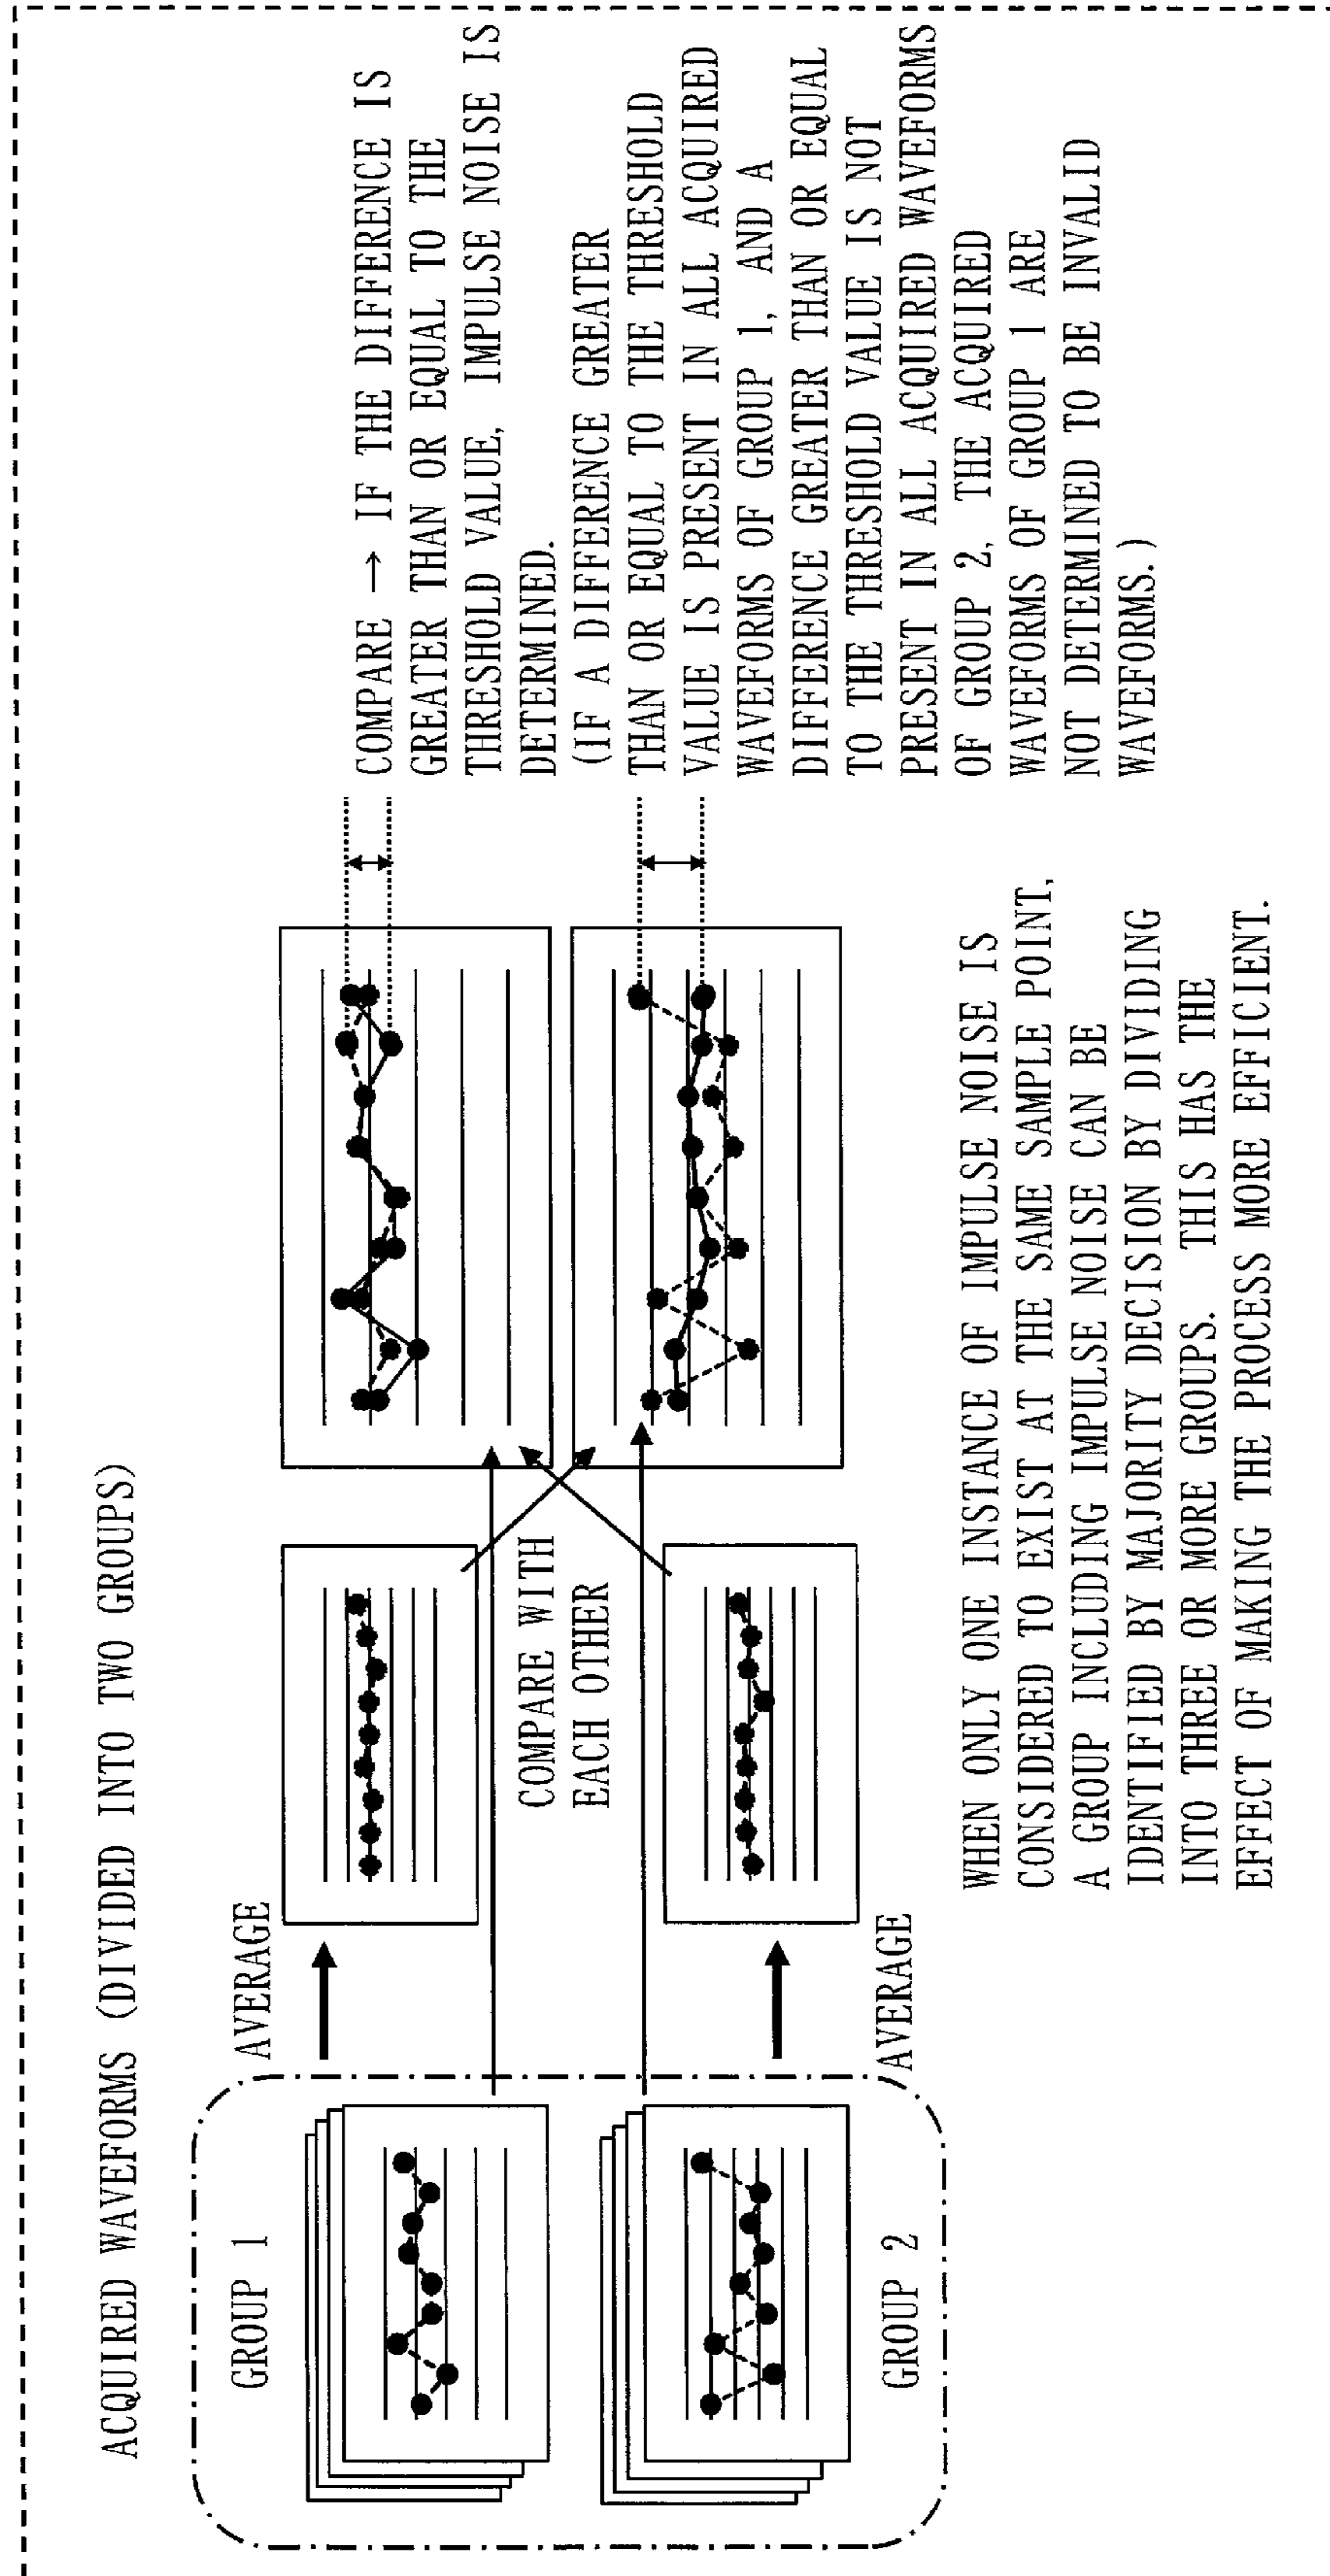 ACQUIRED WAVEFORMS (DIVIDED INTO TWO GROUPS)
GROUP 1
AVERAGE
COMPARE WITH
EACH OTHER
GROUP 2
AVERAGE
COMPARE → IF THE DIFFERENCE IS
GREATER THAN OR EQUAL TO THE
THRESHOLD VALUE, IMPULSE NOISE IS
DETERMINED.
(IF A DIFFERENCE GREATER
THAN OR EQUAL TO THE THRESHOLD
VALUE IS PRESENT IN ALL ACQUIRED
WAVEFORMS OF GROUP 1, AND A
DIFFERENCE GREATER THAN OR EQUAL
TO THE THRESHOLD VALUE IS NOT
PRESENT IN ALL ACQUIRED WAVEFORMS
OF GROUP 2, THE ACQUIRED
WAVEFORMS OF GROUP 1 ARE
NOT DETERMINED TO BE INVALID
WAVEFORMS.)
WHEN ONLY ONE INSTANCE OF IMPULSE NOISE IS
CONSIDERED TO EXIST AT THE SAME SAMPLE POINT,
A GROUP INCLUDING IMPULSE NOISE CAN BE
IDENTIFIED BY MAJORITY DECISION BY DIVIDING
INTO THREE OR MORE GROUPS. THIS HAS THE
EFFECT OF MAKING THE PROCESS MORE EFFICIENT.